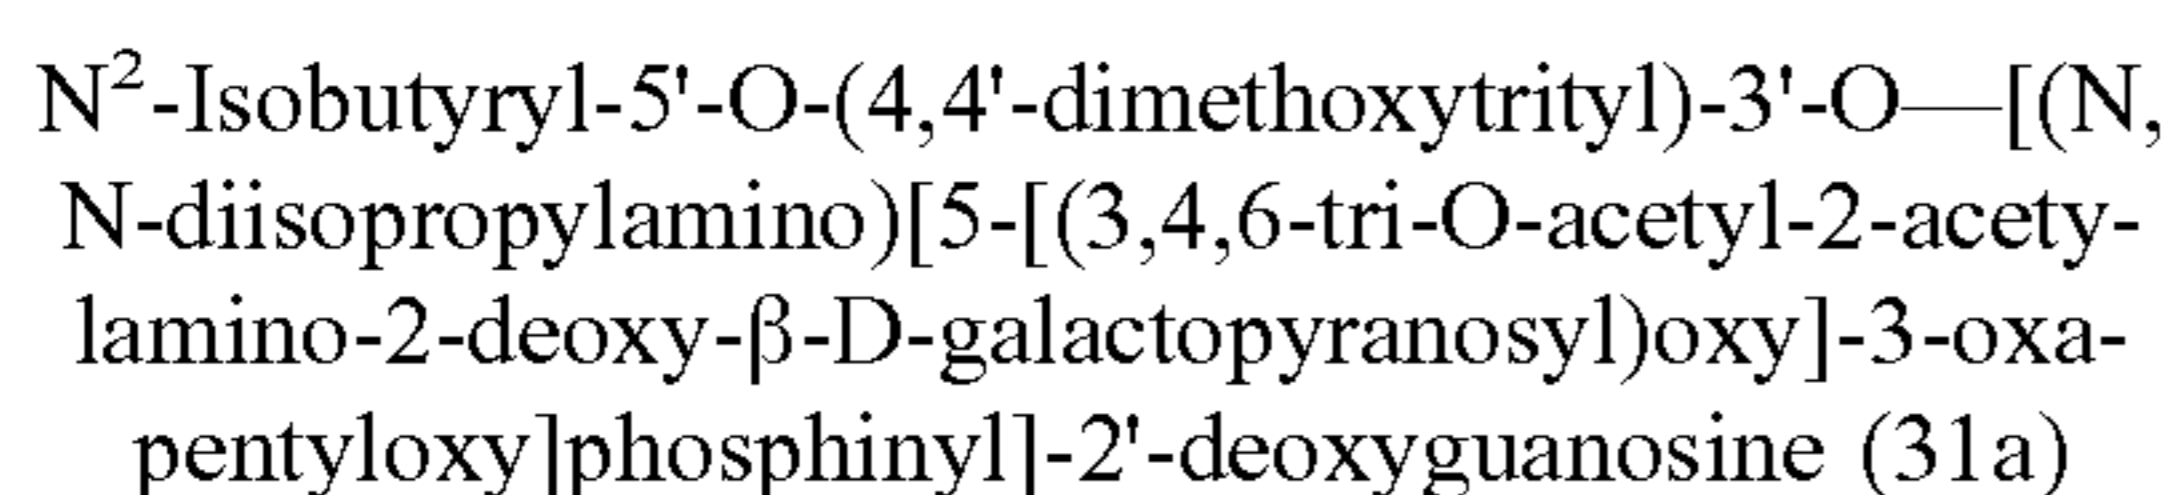 N²-Isobutyryl-5'-O-(4,4'-dimethoxytrityl)-3'-O—[(N,
N-diisopropylamino)[5-[(3,4,6-tri-O-acetyl-2-acety-
lamino-2-deoxy-β-D-galactopyranosyl)oxy]-3-oxa-
pentyloxy]phosphinyl]-2'-deoxyguanosine (31a)